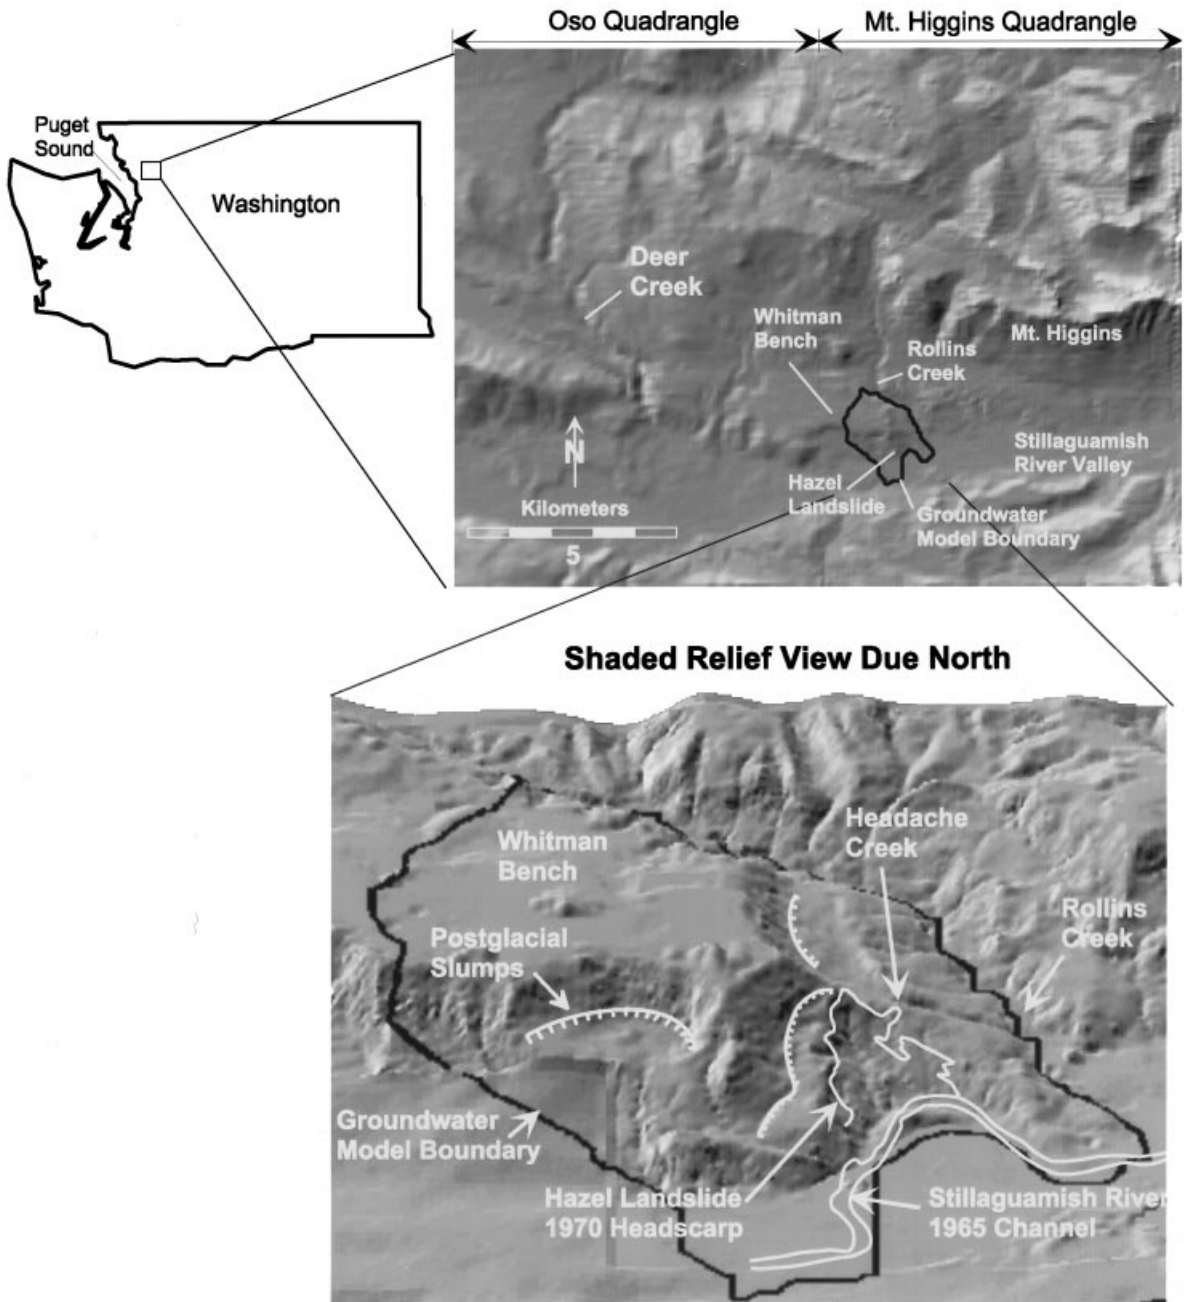 Oso Quadrangle
Mt. Higgins Quadrangle
Puget
Sound
Washington
Deer
Creek
Whitman
Bench
Rollins
Creek
Mt. Higgins
N
Kilometers
5
Stillaguamish
River Valley
Hazel
Landslide
Groundwater
Model Boundary
Shaded Relief View Due North
Whitman
Bench
Headache
Creek
Rollins
Creek
Postglacial
Slumps
Groundwater
Model Boundary
Hazel Landslide
1970 Headscarp
Stillaguamish River
1965 Channel